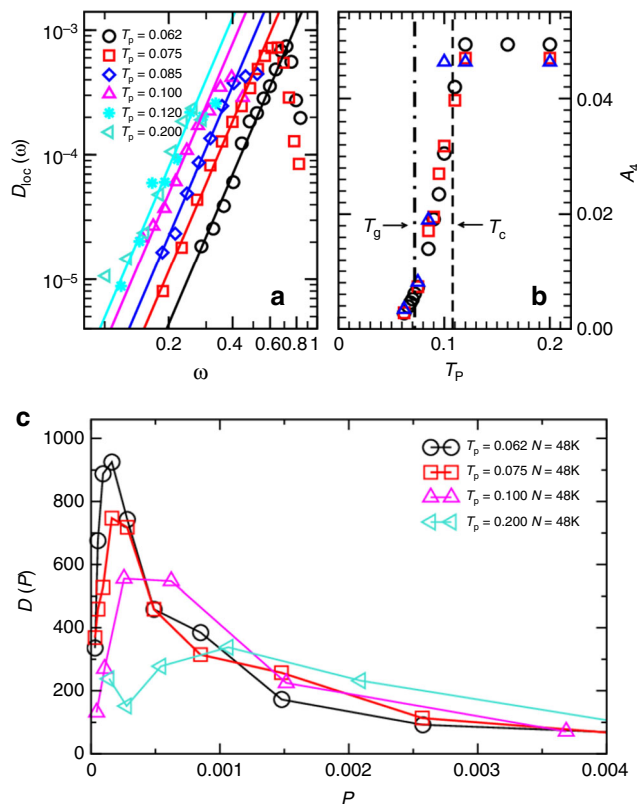 10⁻³
10⁻⁴
10⁻⁵
D_loc (ω)
T_p = 0.062
T_p = 0.075
T_p = 0.085
T_p = 0.100
T_p = 0.120
T_p = 0.200
a
0.2 0.4 0.6 0.8 1
ω
T_g
T_c
b
0.04
0.02
0.00
A_4
0 0.1 0.2
T_P
c
1000
800
600
400
200
0
D (P)
T_p = 0.062 N = 48K
T_p = 0.075 N = 48K
T_p = 0.100 N = 48K
T_p = 0.200 N = 48K
0 0.001 0.002 0.003 0.004
P